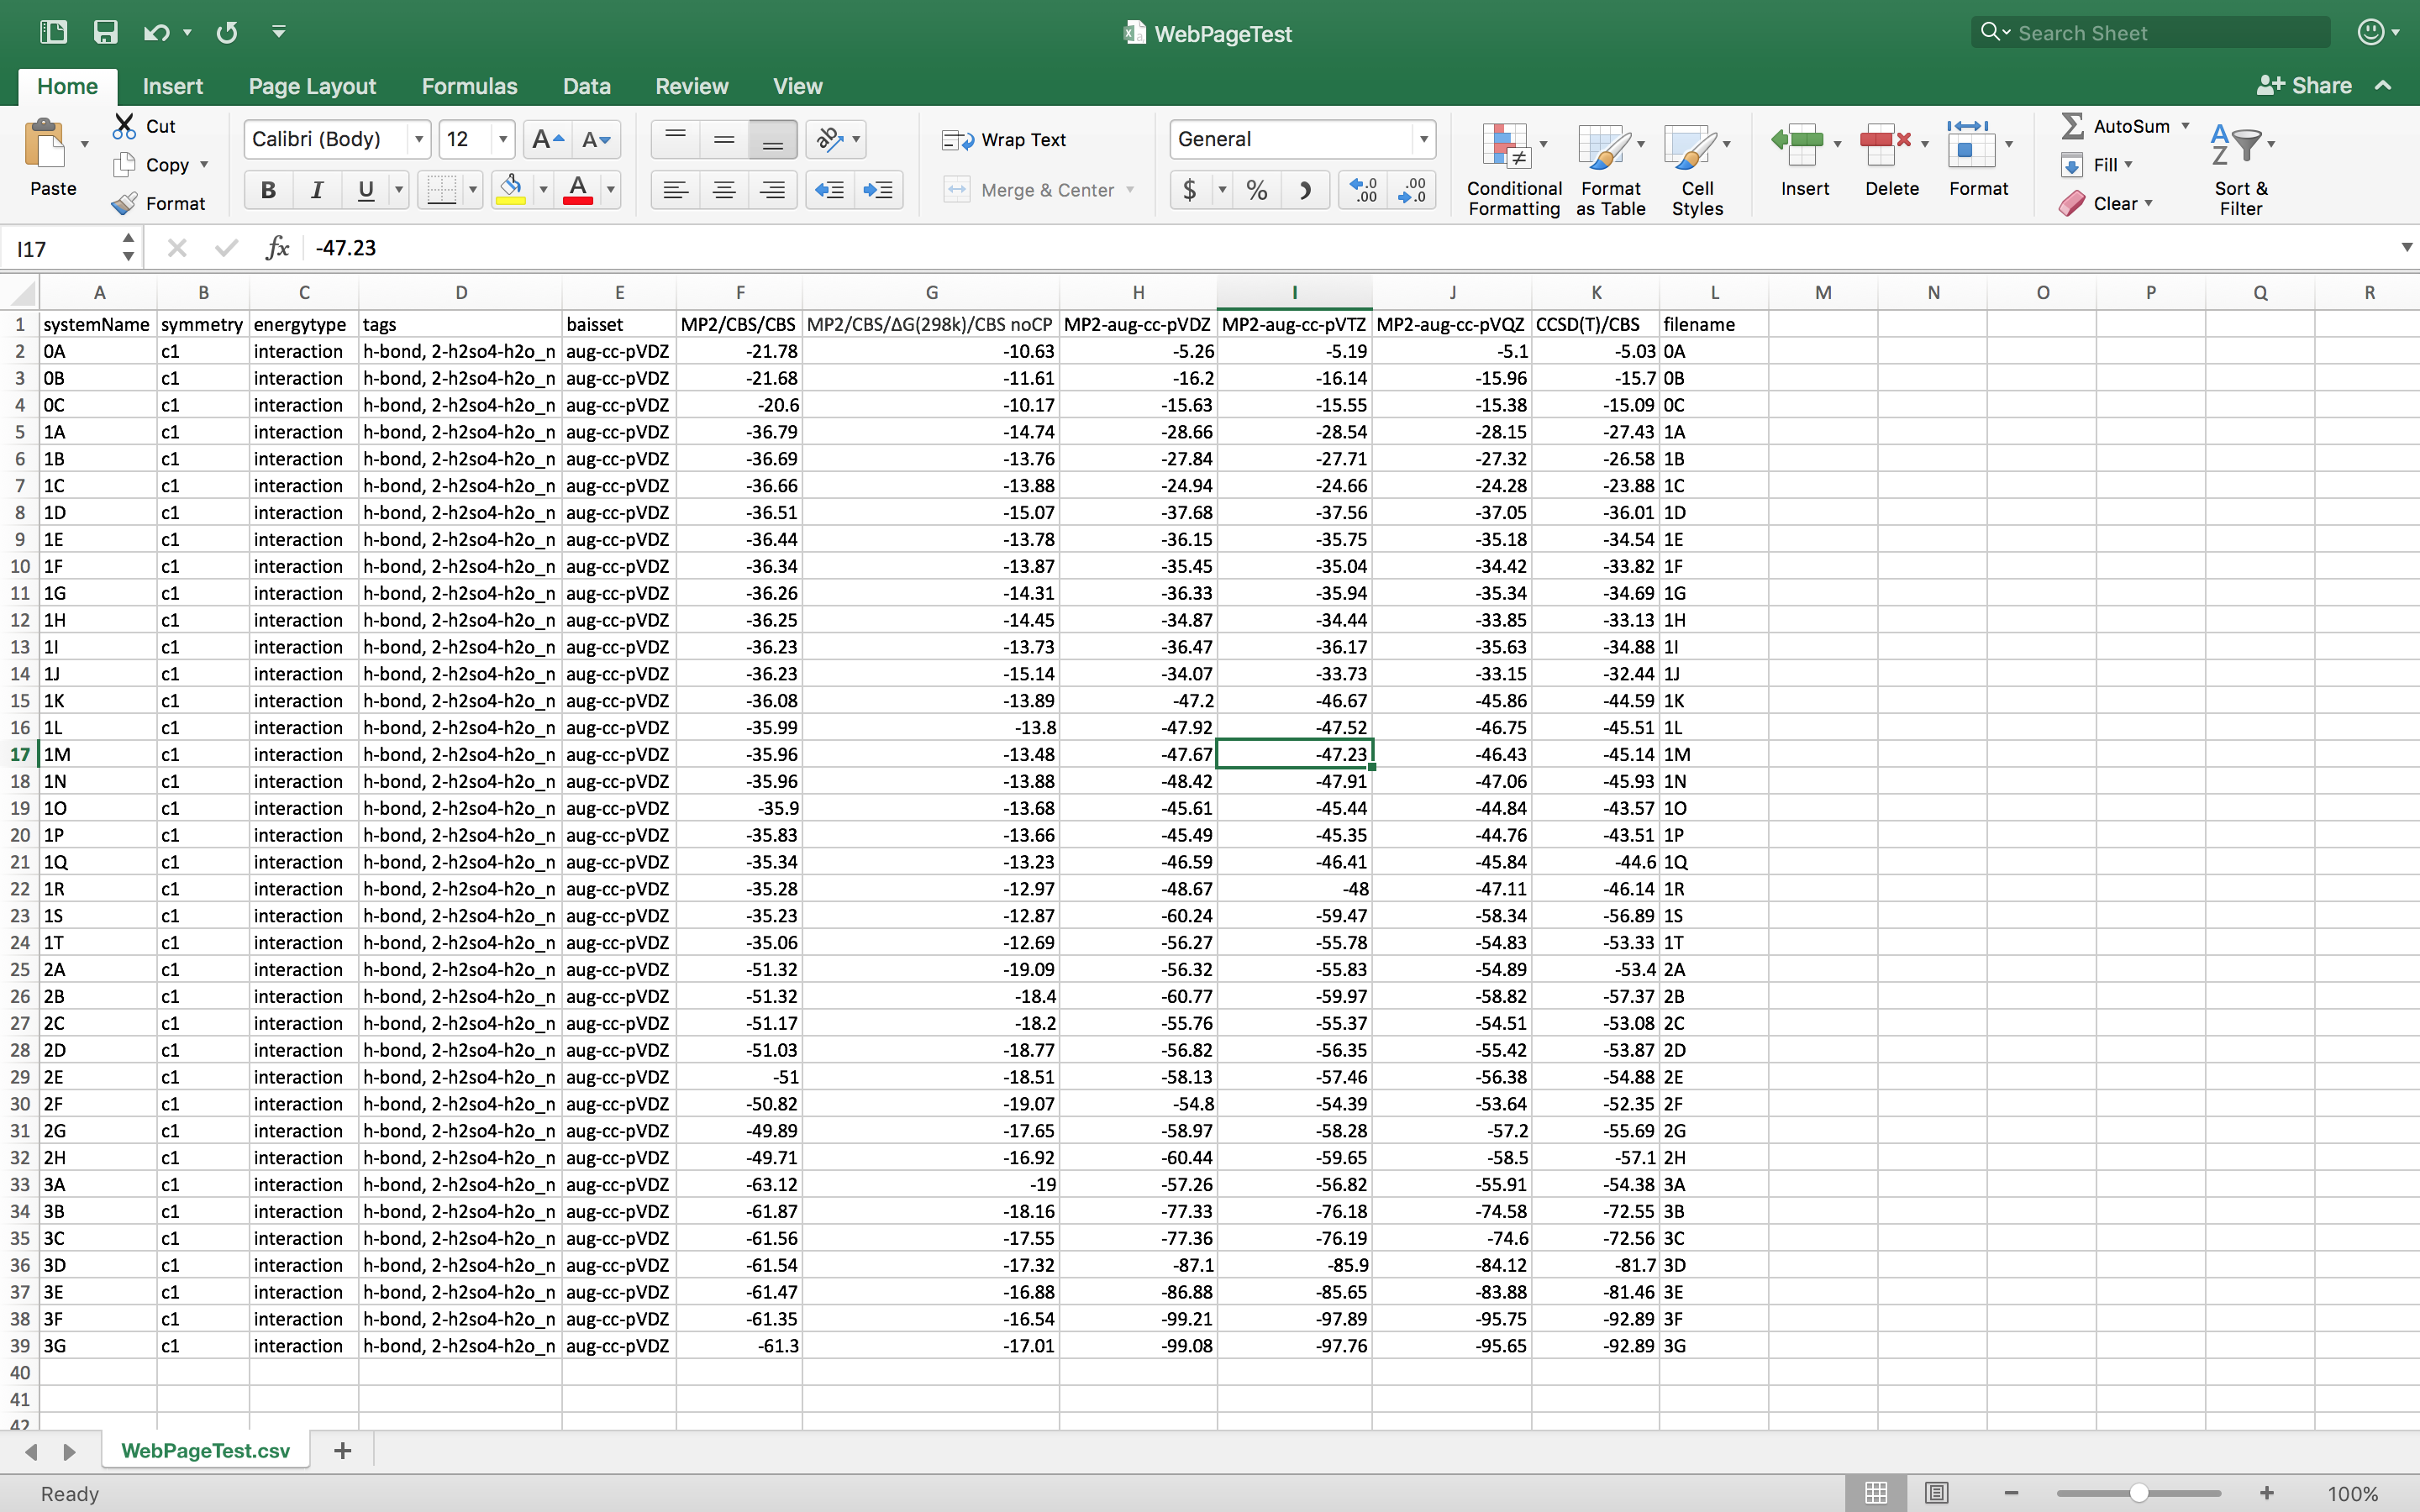 WebPageTest
Search Sheet
Home Insert Page Layout Formulas Data Review View Share
Paste Cut Copy Format
Calibri (Body) 12 A A
B I U A
Wrap Text
Merge & Center
General
$ % .0 .00 .00 .0
Conditional Formatting Format as Table Cell Styles Insert Delete Format
AutoSum Fill Clear
A Z Sort & Filter
I17 fx -47.23
A B C D E F G H I J K L M N O P Q R
1 systemName symmetry energytype tags baisset MP2/CBS/CBS MP2/CBS/ΔG(298k)/CBS noCP MP2-aug-cc-pVDZ MP2-aug-cc-pVTZ MP2-aug-cc-pVQZ CCSD(T)/CBS filename
2 0A c1 interaction h-bond, 2-h2so4-h2o_n aug-cc-pVDZ -21.78 -10.63 -5.26 -5.19 -5.1 -5.03 0A
3 0B c1 interaction h-bond, 2-h2so4-h2o_n aug-cc-pVDZ -21.68 -11.61 -16.2 -16.14 -15.96 -15.7 0B
4 0C c1 interaction h-bond, 2-h2so4-h2o_n aug-cc-pVDZ -20.6 -10.17 -15.63 -15.55 -15.38 -15.09 0C
5 1A c1 interaction h-bond, 2-h2so4-h2o_n aug-cc-pVDZ -36.79 -14.74 -28.66 -28.54 -28.15 -27.43 1A
6 1B c1 interaction h-bond, 2-h2so4-h2o_n aug-cc-pVDZ -36.69 -13.76 -27.84 -27.71 -27.32 -26.58 1B
7 1C c1 interaction h-bond, 2-h2so4-h2o_n aug-cc-pVDZ -36.66 -13.88 -24.94 -24.66 -24.28 -23.88 1C
8 1D c1 interaction h-bond, 2-h2so4-h2o_n aug-cc-pVDZ -36.51 -15.07 -37.68 -37.56 -37.05 -36.01 1D
9 1E c1 interaction h-bond, 2-h2so4-h2o_n aug-cc-pVDZ -36.44 -13.78 -36.15 -35.75 -35.18 -34.54 1E
10 1F c1 interaction h-bond, 2-h2so4-h2o_n aug-cc-pVDZ -36.34 -13.87 -35.45 -35.04 -34.42 -33.82 1F
11 1G c1 interaction h-bond, 2-h2so4-h2o_n aug-cc-pVDZ -36.26 -14.31 -36.33 -35.94 -35.34 -34.69 1G
12 1H c1 interaction h-bond, 2-h2so4-h2o_n aug-cc-pVDZ -36.25 -14.45 -34.87 -34.44 -33.85 -33.13 1H
13 1I c1 interaction h-bond, 2-h2so4-h2o_n aug-cc-pVDZ -36.23 -13.73 -36.47 -36.17 -35.63 -34.88 1I
14 1J c1 interaction h-bond, 2-h2so4-h2o_n aug-cc-pVDZ -36.23 -15.14 -34.07 -33.73 -33.15 -32.44 1J
15 1K c1 interaction h-bond, 2-h2so4-h2o_n aug-cc-pVDZ -36.08 -13.89 -47.2 -46.67 -45.86 -44.59 1K
16 1L c1 interaction h-bond, 2-h2so4-h2o_n aug-cc-pVDZ -35.99 -13.8 -47.92 -47.52 -46.75 -45.51 1L
17 1M c1 interaction h-bond, 2-h2so4-h2o_n aug-cc-pVDZ -35.96 -13.48 -47.67 -47.23 -46.43 -45.14 1M
18 1N c1 interaction h-bond, 2-h2so4-h2o_n aug-cc-pVDZ -35.96 -13.88 -48.42 -47.91 -47.06 -45.93 1N
19 1O c1 interaction h-bond, 2-h2so4-h2o_n aug-cc-pVDZ -35.9 -13.68 -45.61 -45.44 -44.84 -43.57 1O
20 1P c1 interaction h-bond, 2-h2so4-h2o_n aug-cc-pVDZ -35.83 -13.66 -45.49 -45.35 -44.76 -43.51 1P
21 1Q c1 interaction h-bond, 2-h2so4-h2o_n aug-cc-pVDZ -35.34 -13.23 -46.59 -46.41 -45.84 -44.6 1Q
22 1R c1 interaction h-bond, 2-h2so4-h2o_n aug-cc-pVDZ -35.28 -12.97 -48.67 -48 -47.11 -46.14 1R
23 1S c1 interaction h-bond, 2-h2so4-h2o_n aug-cc-pVDZ -35.23 -12.87 -60.24 -59.47 -58.34 -56.89 1S
24 1T c1 interaction h-bond, 2-h2so4-h2o_n aug-cc-pVDZ -35.06 -12.69 -56.27 -55.78 -54.83 -53.33 1T
25 2A c1 interaction h-bond, 2-h2so4-h2o_n aug-cc-pVDZ -51.32 -19.09 -56.32 -55.83 -54.89 -53.4 2A
26 2B c1 interaction h-bond, 2-h2so4-h2o_n aug-cc-pVDZ -51.32 -18.4 -60.77 -59.97 -58.82 -57.37 2B
27 2C c1 interaction h-bond, 2-h2so4-h2o_n aug-cc-pVDZ -51.17 -18.2 -55.76 -55.37 -54.51 -53.08 2C
28 2D c1 interaction h-bond, 2-h2so4-h2o_n aug-cc-pVDZ -51.03 -18.77 -56.82 -56.35 -55.42 -53.87 2D
29 2E c1 interaction h-bond, 2-h2so4-h2o_n aug-cc-pVDZ -51 -18.51 -58.13 -57.46 -56.38 -54.88 2E
30 2F c1 interaction h-bond, 2-h2so4-h2o_n aug-cc-pVDZ -50.82 -19.07 -54.8 -54.39 -53.64 -52.35 2F
31 2G c1 interaction h-bond, 2-h2so4-h2o_n aug-cc-pVDZ -49.89 -17.65 -58.97 -58.28 -57.2 -55.69 2G
32 2H c1 interaction h-bond, 2-h2so4-h2o_n aug-cc-pVDZ -49.71 -16.92 -60.44 -59.65 -58.5 -57.1 2H
33 3A c1 interaction h-bond, 2-h2so4-h2o_n aug-cc-pVDZ -63.12 -19 -57.26 -56.82 -55.91 -54.38 3A
34 3B c1 interaction h-bond, 2-h2so4-h2o_n aug-cc-pVDZ -61.87 -18.16 -77.33 -76.18 -74.58 -72.55 3B
35 3C c1 interaction h-bond, 2-h2so4-h2o_n aug-cc-pVDZ -61.56 -17.55 -77.36 -76.19 -74.6 -72.56 3C
36 3D c1 interaction h-bond, 2-h2so4-h2o_n aug-cc-pVDZ -61.54 -17.32 -87.1 -85.9 -84.12 -81.7 3D
37 3E c1 interaction h-bond, 2-h2so4-h2o_n aug-cc-pVDZ -61.47 -16.88 -86.88 -85.65 -83.88 -81.46 3E
38 3F c1 interaction h-bond, 2-h2so4-h2o_n aug-cc-pVDZ -61.35 -16.54 -99.21 -97.89 -95.75 -92.89 3F
39 3G c1 interaction h-bond, 2-h2so4-h2o_n aug-cc-pVDZ -61.3 -17.01 -99.08 -97.76 -95.65 -92.89 3G
40
41
42
WebPageTest.csv +
Ready 100%